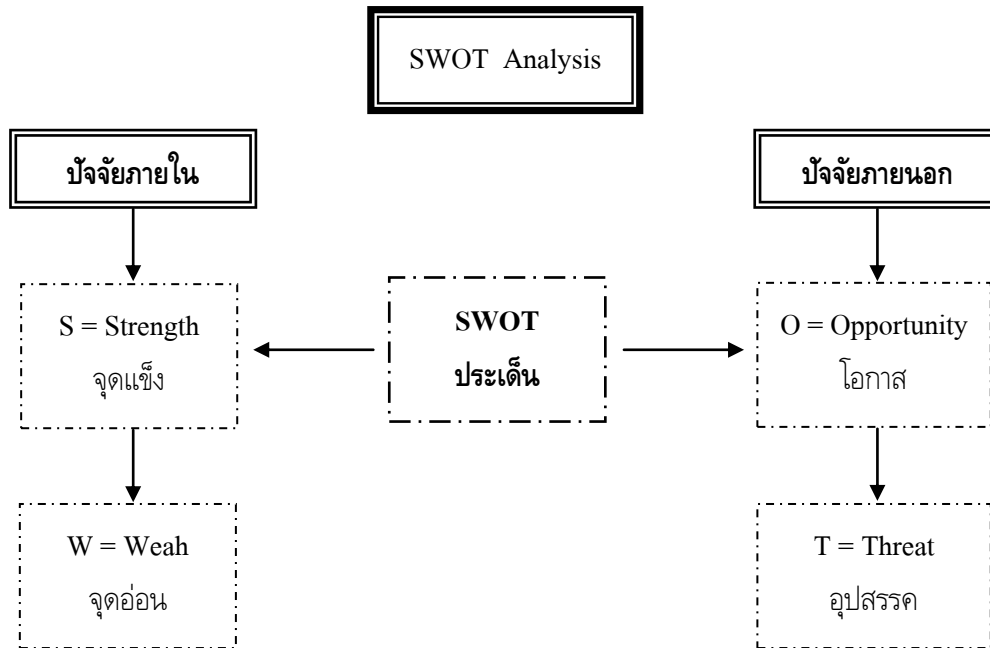 SWOT Analysis
ปัจจัยภายใน
ปัจจัยภายนอก
S = Strength
จุดแข็ง
SWOT
ประเด็น
O = Opportunity
โอกาส
W = Weah
จุดอ่อน
T = Threat
อุปสรรค